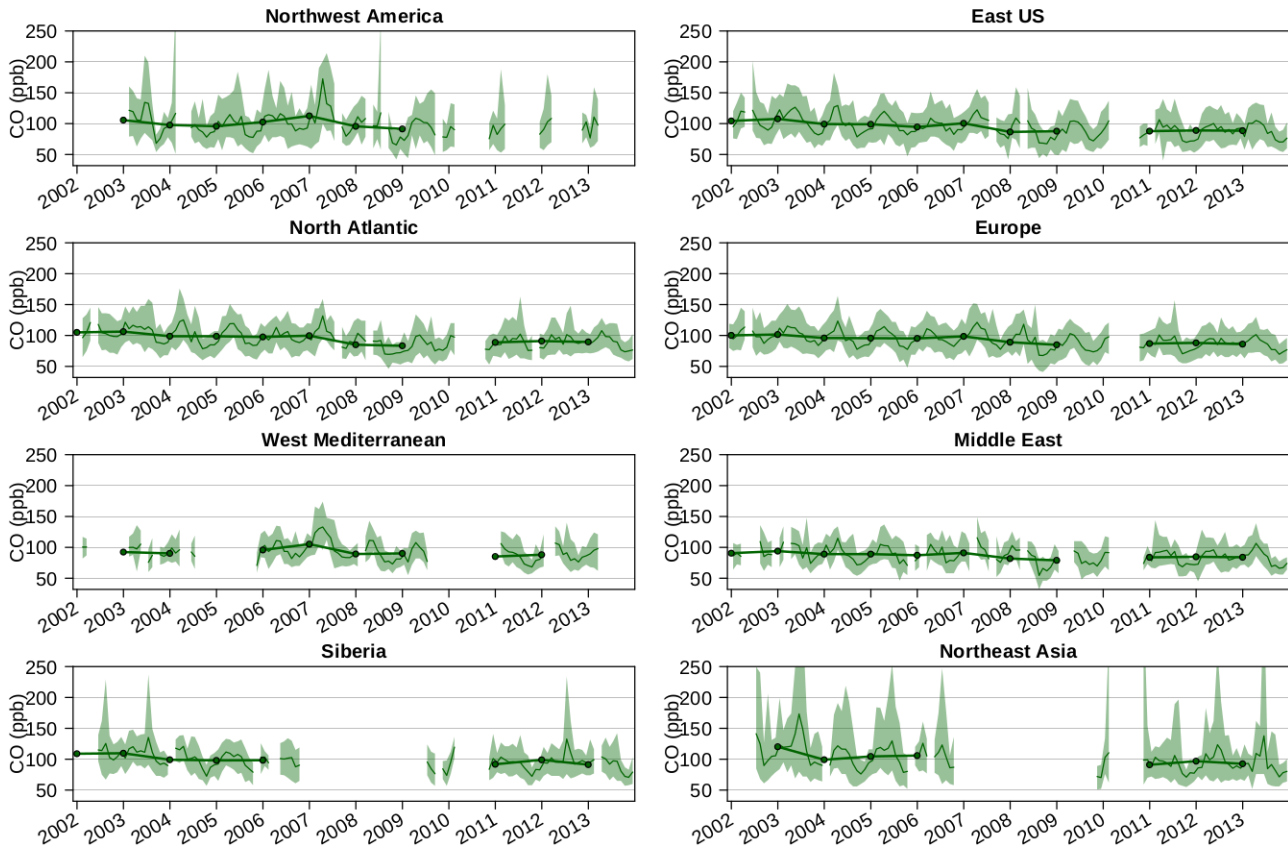 Northwest America
250
200
150
100
50
CO (ppb)
2002 2003 2004 2005 2006 2007 2008 2009 2010 2011 2012 2013
East US
250
200
150
100
50
CO (ppb)
2002 2003 2004 2005 2006 2007 2008 2009 2010 2011 2012 2013
North Atlantic
250
200
150
100
50
CO (ppb)
2002 2003 2004 2005 2006 2007 2008 2009 2010 2011 2012 2013
Europe
250
200
150
100
50
CO (ppb)
2002 2003 2004 2005 2006 2007 2008 2009 2010 2011 2012 2013
West Mediterranean
250
200
150
100
50
CO (ppb)
2002 2003 2004 2005 2006 2007 2008 2009 2010 2011 2012 2013
Middle East
250
200
150
100
50
CO (ppb)
2002 2003 2004 2005 2006 2007 2008 2009 2010 2011 2012 2013
Siberia
250
200
150
100
50
CO (ppb)
2002 2003 2004 2005 2006 2007 2008 2009 2010 2011 2012 2013
Northeast Asia
250
200
150
100
50
CO (ppb)
2002 2003 2004 2005 2006 2007 2008 2009 2010 2011 2012 2013